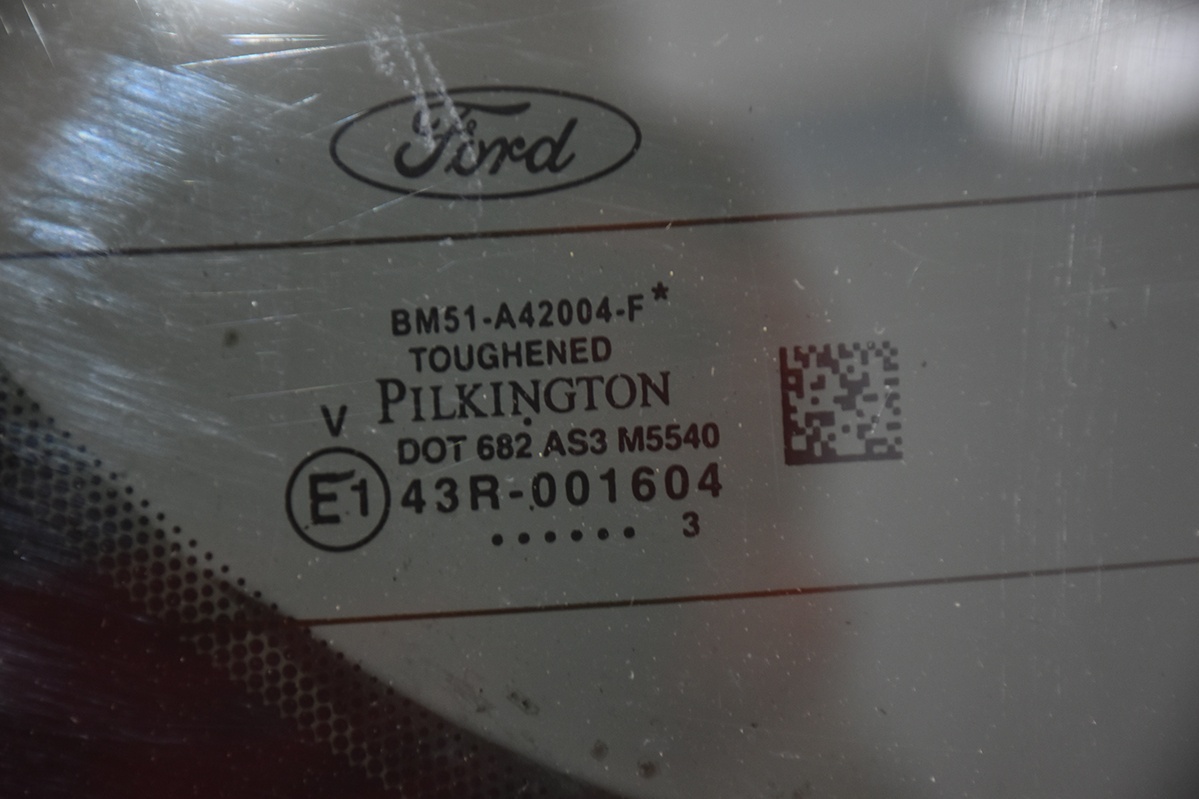 Ford
BM51-A42004-F*
TOUGHENED
PILKINGTON
V
DOT 682 AS3 M5540
E1 43R-001604
...... 3